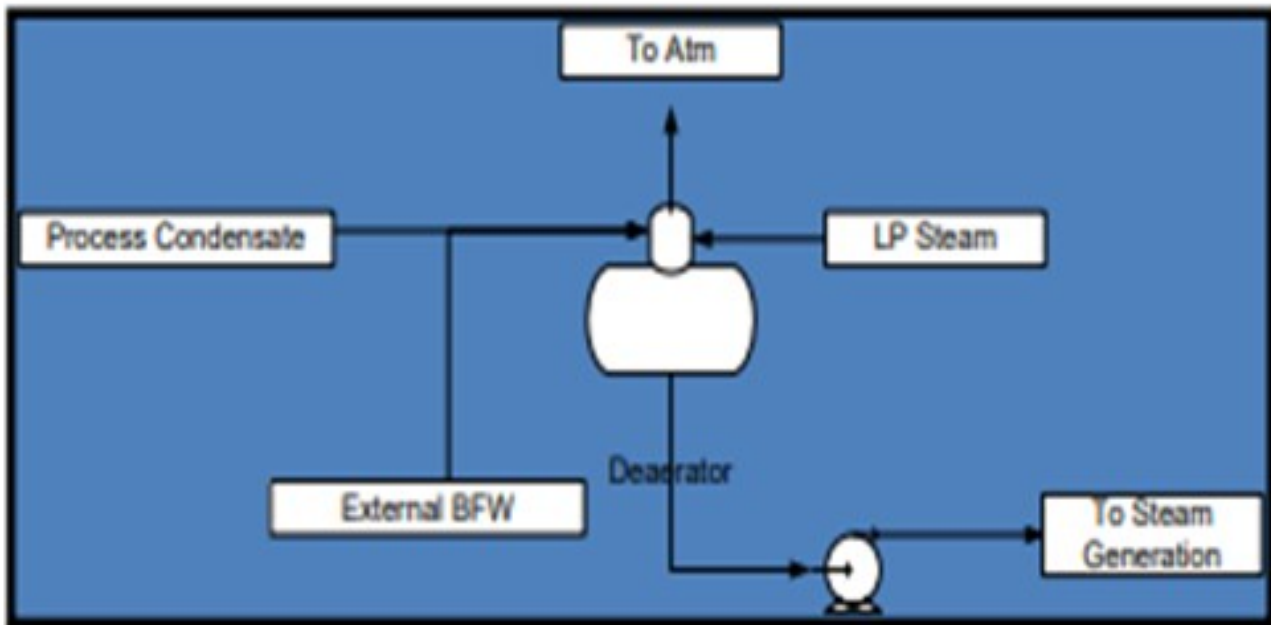 To Atm
Process Condensate
LP Steam
Deaerator
External BFW
To Steam
Generation